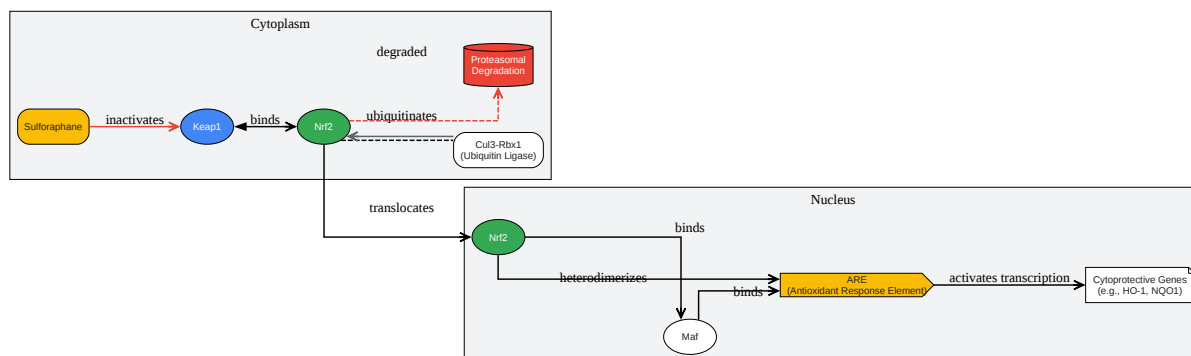 Cytoplasm
degraded
Proteasomal
Degradation
Sulforaphane
inactivates
Keap1
binds
Nrf2
ubiquitinates
Cul3-Rbx1
(Ubiquitin Ligase)
translocates
Nucleus
Nrf2
binds
heterodimerizes
binds
ARE
(Antioxidant Response Element)
activates transcription
Cytoprotective Genes
(e.g., HO-1, NQO1)
Maf